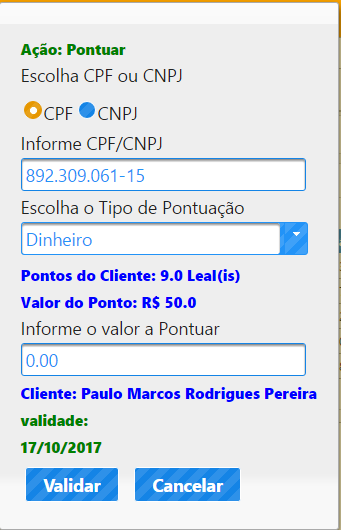 Ação: Pontuar
Escolha CPF ou CNPJ
CPF CNPJ
Informe CPF/CNPJ
892.309.061-15
Escolha o Tipo de Pontuação
Dinheiro
Pontos do Cliente: 9.0 Leal(is)
Valor do Ponto: R$ 50.0
Informe o valor a Pontuar
0.00
Cliente: Paulo Marcos Rodrigues Pereira
validade:
17/10/2017
Validar Cancelar